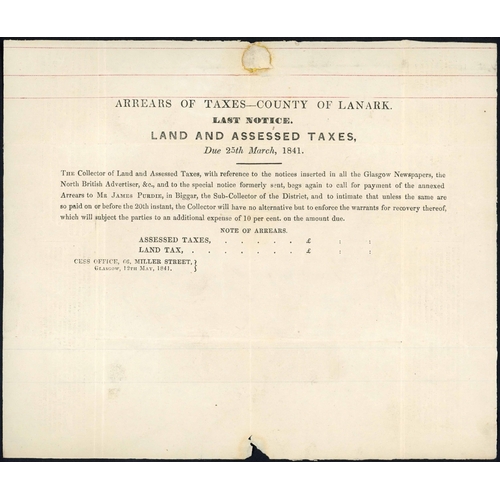 ARREARS OF TAXES—COUNTY OF LANARK.
LAST NOTICE.
LAND AND ASSESSED TAXES,
Due 25th March, 1841.
The Collector of Land and Assessed Taxes, with reference to the notices inserted in all the Glasgow Newspapers, the
North British Advertiser, &c., and to the special notice formerly sent, begs again to call for payment of the annexed
Arrears to Mr James Purdie, in Biggar, the Sub-Collector of the District, and to intimate that unless the same are
so paid on or before the 20th instant, the Collector will have no alternative but to enforce the warrants for recovery thereof,
which will subject the parties to an additional expense of 10 per cent. on the amount due.
NOTE OF ARREARS.
ASSESSED TAXES, . . . . . £ : :
LAND TAX, . . . . . . . £ : :
CESS OFFICE, 62, MILLER STREET, }
Glasgow, 12th May, 1841. }